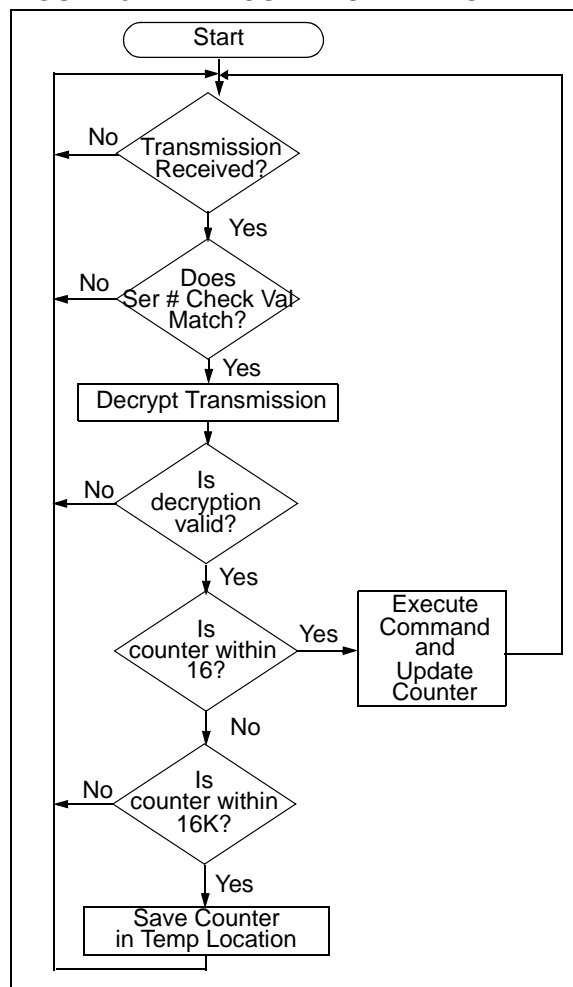 Start
No
Transmission
Received?
Yes
No
Does
Ser # Check Val
Match?
Yes
Decrypt Transmission
No
Is
decryption
valid?
Yes
Is
counter within
16?
Yes
Execute
Command
and
Update
Counter
No
No
Is
counter within
16K?
Yes
Save Counter
in Temp Location